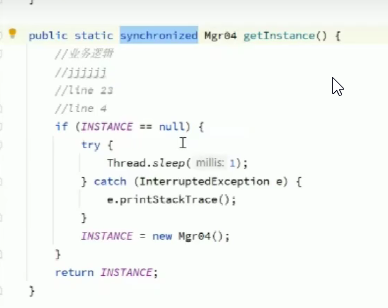 public static synchronized Mgr04 getInstance() {
//业务逻辑
//jjjjjj
//line 23
//line 4
if (INSTANCE == null) {
try {
Thread.sleep( millis: 1);
} catch (InterruptedException e) {
e.printStackTrace();
}
INSTANCE = new Mgr04();
}
return INSTANCE;
}